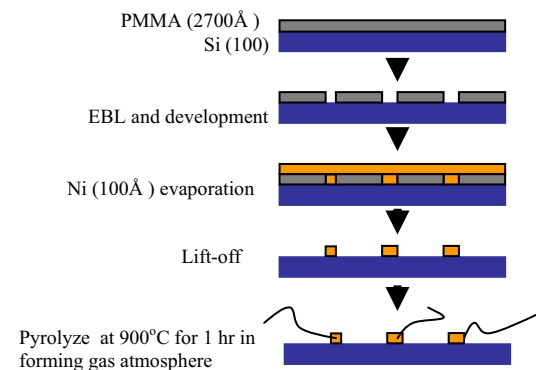 PMMA (2700Å )
Si (100)
EBL and development
Ni (100Å ) evaporation
Lift-off
Pyrolyze at 900°C for 1 hr in
forming gas atmosphere